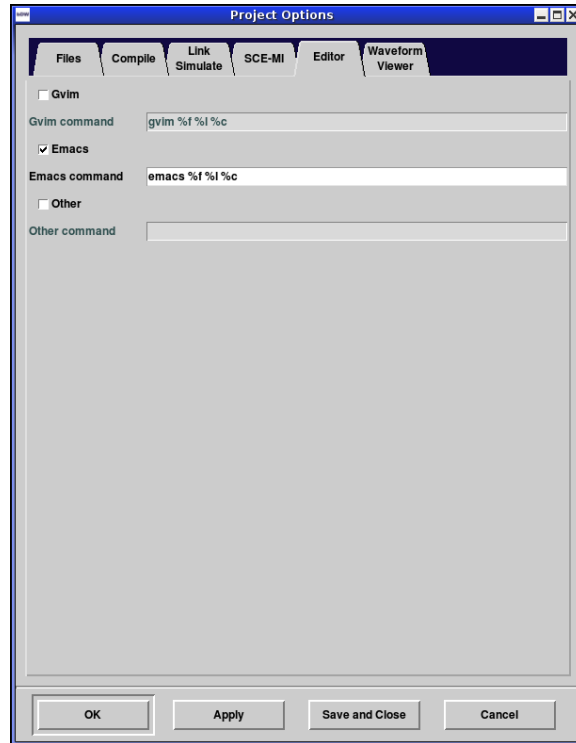 Project Options
Files Compile Link Simulate SCE-MI Editor Waveform Viewer
Gvim
Gvim command gvim %f %l %c
Emacs
Emacs command emacs %f %l %c
Other
Other command
OK Apply Save and Close Cancel